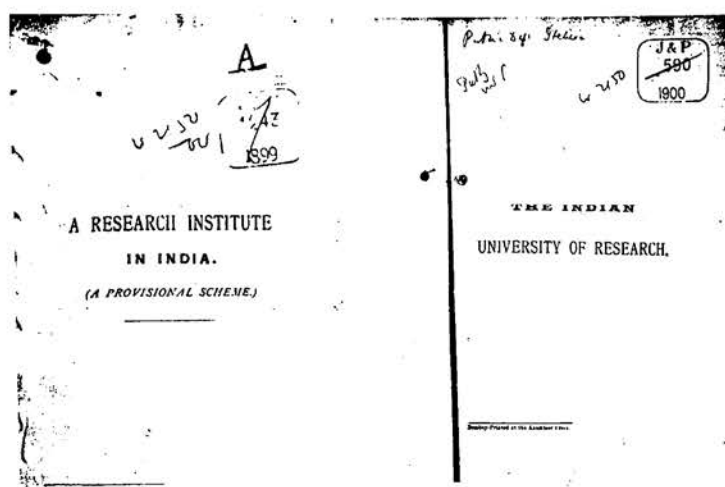 A
1899
A RESEARCH INSTITUTE
IN INDIA.
(A PROVISIONAL SCHEME.)
J & P
590
1900
THE INDIAN
UNIVERSITY OF RESEARCH.